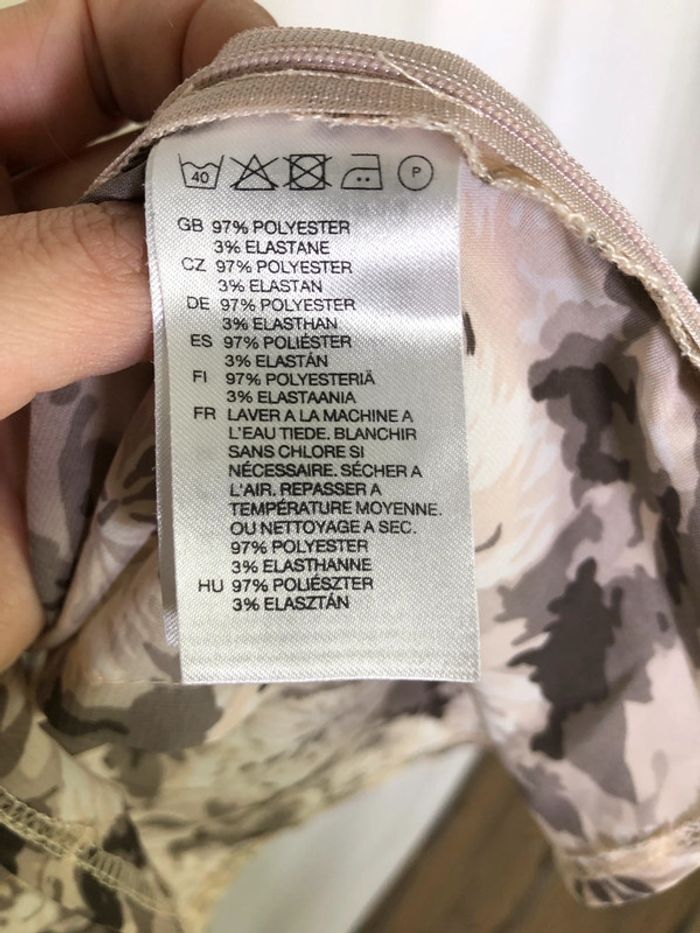 40 P
GB 97% POLYESTER
3% ELASTANE
CZ 97% POLYESTER
3% ELASTAN
DE 97% POLYESTER
3% ELASTHAN
ES 97% POLIÉSTER
3% ELASTÁN
FI 97% POLYESTERIÄ
3% ELASTAANIA
FR LAVER A LA MACHINE A
L'EAU TIEDE. BLANCHIR
SANS CHLORE SI
NÉCESSAIRE. SÉCHER A
L'AIR. REPASSER A
TEMPÉRATURE MOYENNE.
OU NETTOYAGE A SEC.
97% POLYESTER
3% ELASTHANNE
HU 97% POLIÉSZTER
3% ELASZTÁN